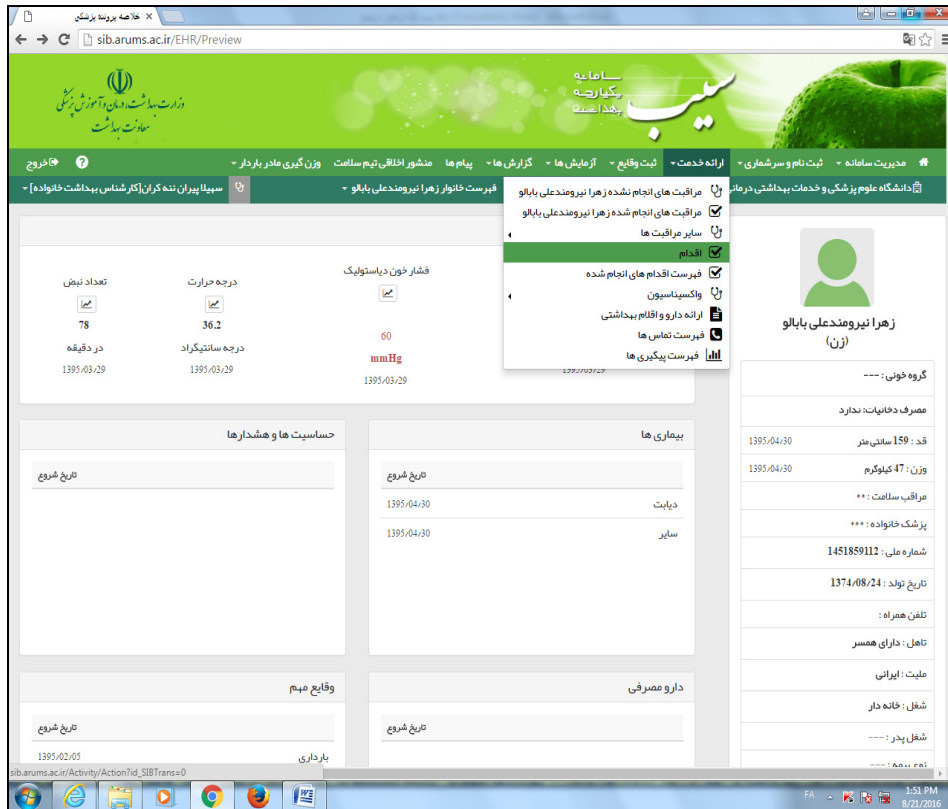 خلاصه پرونده پزشکی
sib.arums.ac.ir/EHR/Preview
وزارت بهداشت، درمان و آموزش پزشکی
معاونت بهداشت
سامانه
یکپارچه
بهداشت
سیب
مدیریت سامانه
ثبت نام و سرشماری
ارائه خدمت
ثبت وقایع
آزمایش ها
گزارش ها
پیام ها
منشور اخلاقی تیم سلامت
وزن گیری مادر باردار
خروج
دانشگاه علوم پزشکی و خدمات بهداشتی درمانی
فهرست خانوار زهرا نیرومندعلی بابالو
سهیلا پیران ننه کران[کارشناس بهداشت خانواده]
مراقبت های انجام نشده زهرا نیرومندعلی بابالو
مراقبت های انجام شده زهرا نیرومندعلی بابالو
سایر مراقبت ها
اقدام
فهرست اقدام های انجام شده
واکسیناسیون
ارائه دارو و اقلام بهداشتی
فهرست تماس ها
فهرست پیگیری ها
زهرا نیرومندعلی بابالو
(زن)
گروه خونی : ---
مصرف دخانیات: ندارد
قد : 159 سانتی متر 1395/04/30
وزن : 47 کیلوگرم 1395/04/30
مراقب سلامت : **
پزشک خانواده : ***
شماره ملی : 1451859112
تاریخ تولد : 1374/08/24
تلفن همراه :
تاهل : دارای همسر
ملیت : ایرانی
شغل : خانه دار
شغل پدر : ---
نوع بیمه : ---
1395/03/29
فشار خون دیاستولیک
60
mmHg
1395/03/29
درجه حرارت
36.2
درجه سانتیگراد
1395/03/29
تعداد نبض
78
در دقیقه
1395/03/29
بیماری ها
تاریخ شروع
دیابت 1395/04/30
سایر 1395/04/30
حساسیت ها و هشدارها
تاریخ شروع
دارو مصرفی
تاریخ شروع
وقایع مهم
تاریخ شروع
بارداری 1395/02/05
sib.arums.ac.ir/Activity/Action?id_SIBTrans=0
FA
1:51 PM